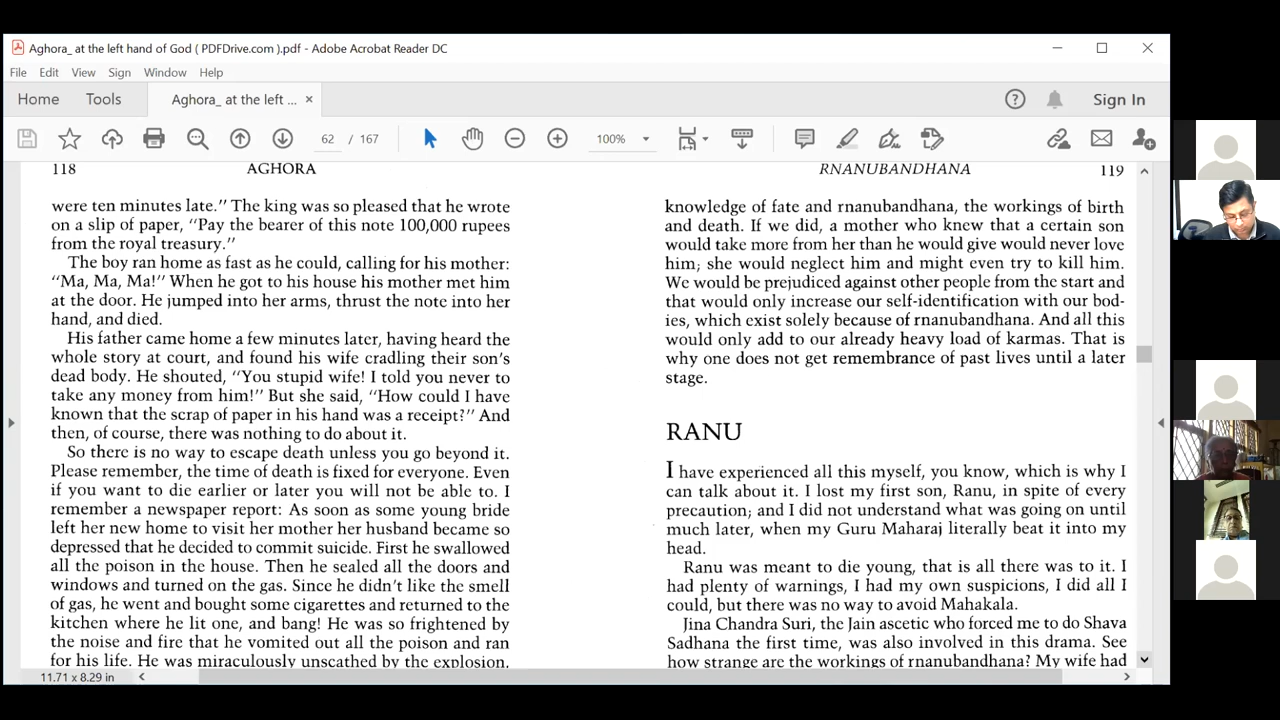 Aghora_ at the left hand of God ( PDFDrive.com ).pdf - Adobe Acrobat Reader DC
File Edit View Sign Window Help
Home Tools Aghora_ at the left ... × Sign In
62 / 167 100%
118 AGHORA
were ten minutes late.” The king was so pleased that he wrote
on a slip of paper, “Pay the bearer of this note 100,000 rupees
from the royal treasury.”
The boy ran home as fast as he could, calling for his mother:
“Ma, Ma, Ma!” When he got to his house his mother met him
at the door. He jumped into her arms, thrust the note into her
hand, and died.
His father came home a few minutes later, having heard the
whole story at court, and found his wife cradling their son’s
dead body. He shouted, “You stupid wife! I told you never to
take any money from him!” But she said, “How could I have
known that the scrap of paper in his hand was a receipt?” And
then, of course, there was nothing to do about it.
So there is no way to escape death unless you go beyond it.
Please remember, the time of death is fixed for everyone. Even
if you want to die earlier or later you will not be able to. I
remember a newspaper report: As soon as some young bride
left her new home to visit her mother her husband became so
depressed that he decided to commit suicide. First he swallowed
all the poison in the house. Then he sealed all the doors and
windows and turned on the gas. Since he didn’t like the smell
of gas, he went and bought some cigarettes and returned to the
kitchen where he lit one, and bang! He was so frightened by
the noise and fire that he vomited out all the poison and ran
for his life. He was miraculously unscathed by the explosion,
RNANUBANDHANA 119
knowledge of fate and rnanubandhana, the workings of birth
and death. If we did, a mother who knew that a certain son
would take more from her than he would give would never love
him; she would neglect him and might even try to kill him.
We would be prejudiced against other people from the start and
that would only increase our self-identification with our bod-
ies, which exist solely because of rnanubandhana. And all this
would only add to our already heavy load of karmas. That is
why one does not get remembrance of past lives until a later
stage.
RANU
I have experienced all this myself, you know, which is why I
can talk about it. I lost my first son, Ranu, in spite of every
precaution; and I did not understand what was going on until
much later, when my Guru Maharaj literally beat it into my
head.
Ranu was meant to die young, that is all there was to it. I
had plenty of warnings, I had my own suspicions, I did all I
could, but there was no way to avoid Mahakala.
Jina Chandra Suri, the Jain ascetic who forced me to do Shava
Sadhana the first time, was also involved in this drama. See
how strange are the workings of rnanubandhana? My wife had
11.71 x 8.29 in